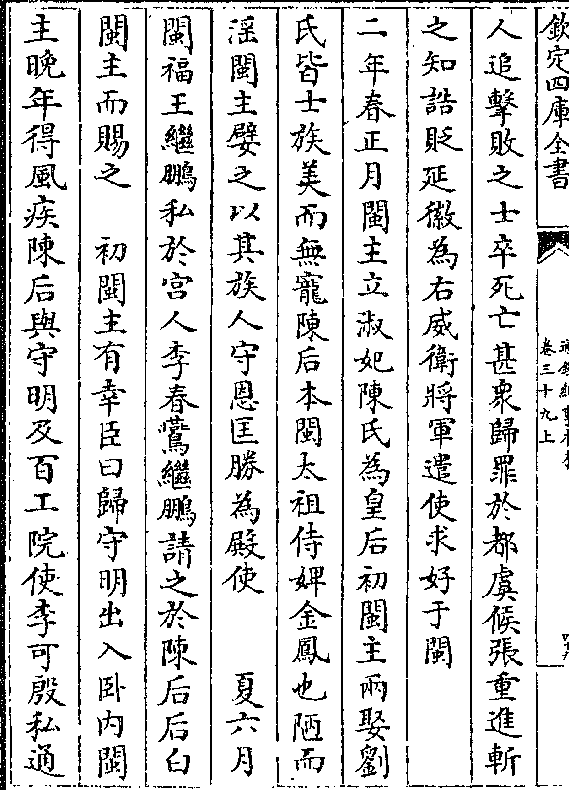 欽定四庫全書
卷三十九上
人追擊敗之士卒死亡甚衆歸罪於都虞候張重進斬
之知誥貶延徽為右威衛將軍遣使求好于閩
二年春正月閩主立淑妃陳氏為皇后初閩主兩娶劉
氏皆士族美而無寵陳后本閩太祖侍婢金鳳也陋而
淫閩主嬖之以其族人守恩匡勝為殿使　　夏六月
閩福王繼鵬私於宫人李春鷰繼鵬請之於陳后后白
閩主而賜之　初閩主有幸臣曰歸守明出入卧内閩
主晚年得風疾陳后與守明及百工院使李可殷私通